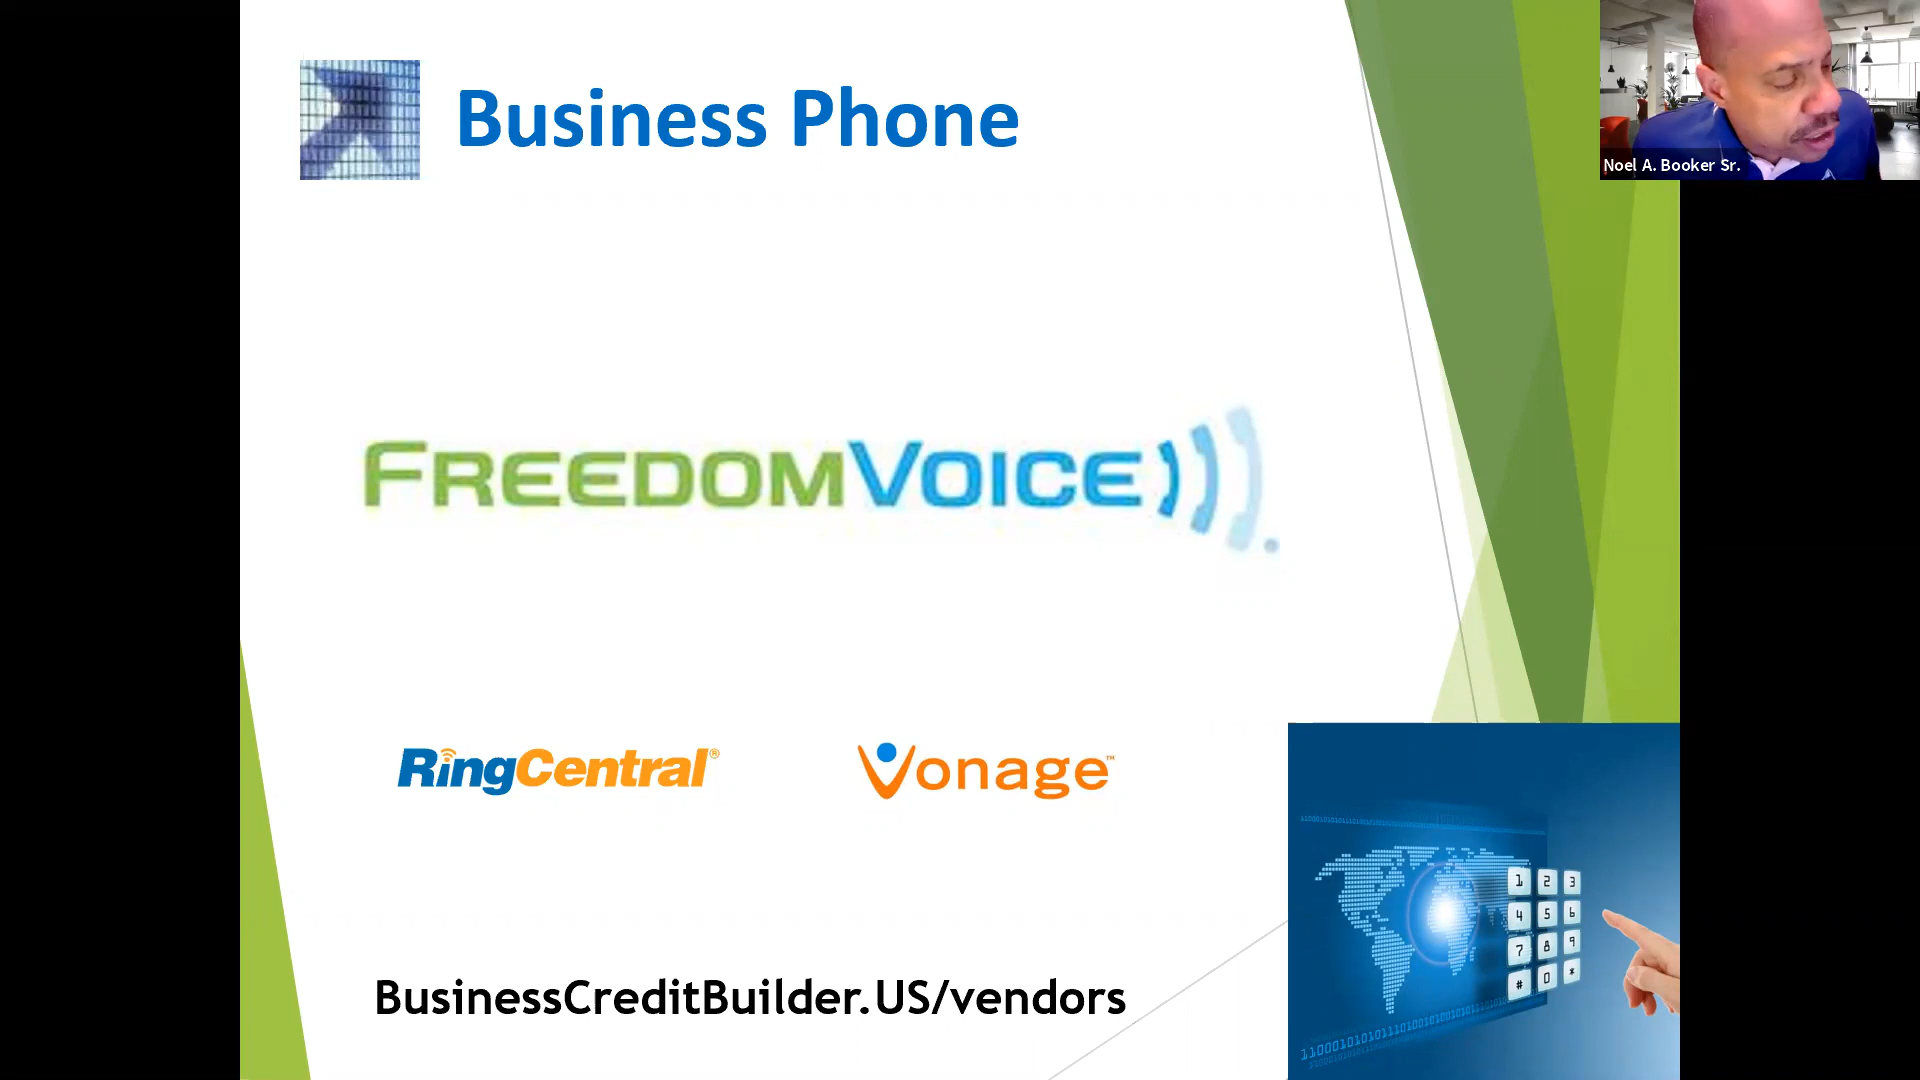 Business Phone
Noel A. Booker Sr.
FREEDOMVOICE
RingCentral®
Vonage™
1 2 3
4 5 6
7 8 9
# 0 *
BusinessCreditBuilder.US/vendors